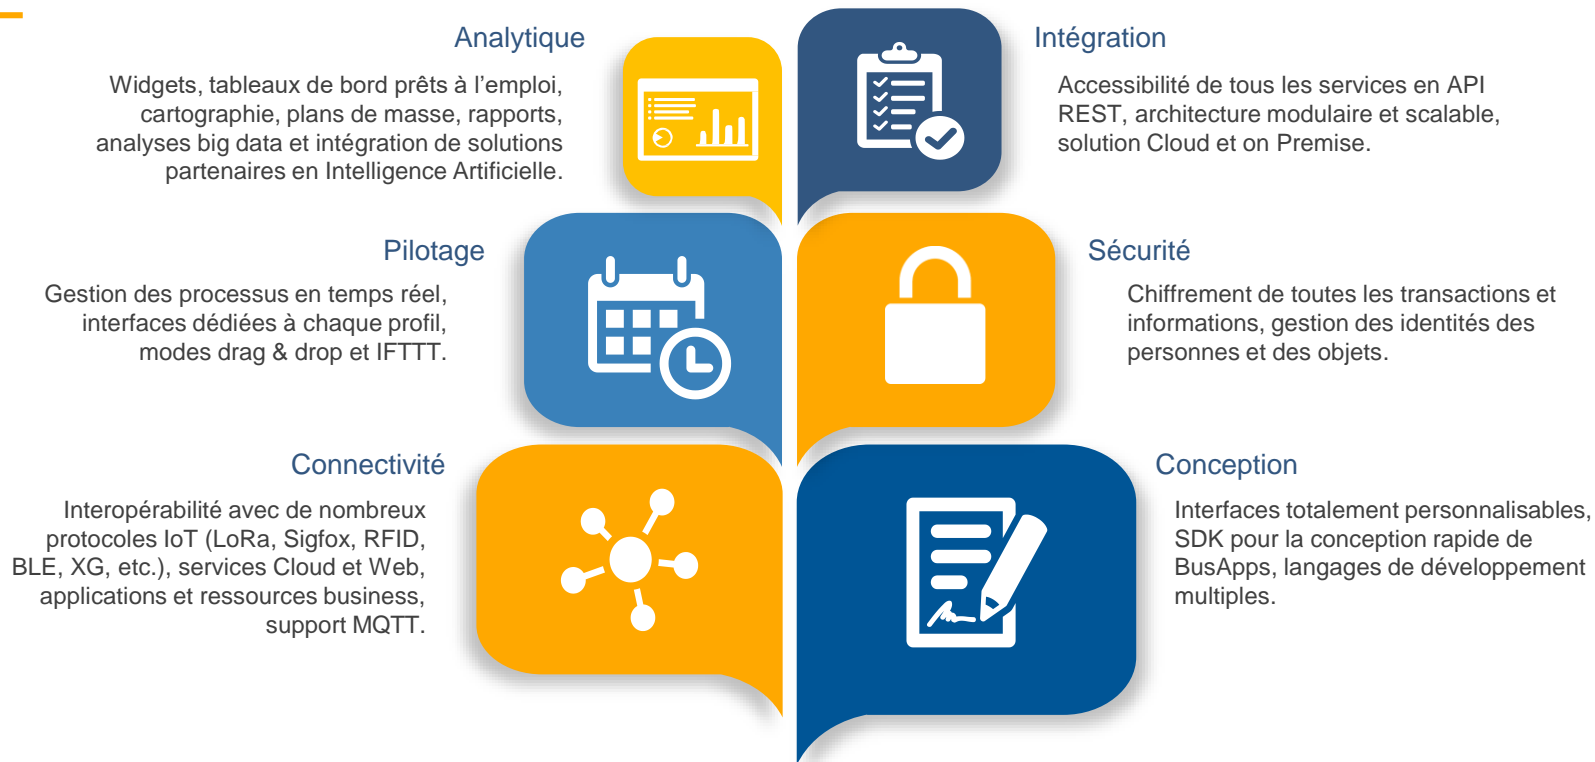 Analytique
Widgets, tableaux de bord prêts à l’emploi,
cartographie, plans de masse, rapports,
analyses big data et intégration de solutions
partenaires en Intelligence Artificielle.
Intégration
Accessibilité de tous les services en API
REST, architecture modulaire et scalable,
solution Cloud et on Premise.
Pilotage
Gestion des processus en temps réel,
interfaces dédiées à chaque profil,
modes drag & drop et IFTTT.
Sécurité
Chiffrement de toutes les transactions et
informations, gestion des identités des
personnes et des objets.
Connectivité
Interopérabilité avec de nombreux
protocoles IoT (LoRa, Sigfox, RFID,
BLE, XG, etc.), services Cloud et Web,
applications et ressources business,
support MQTT.
Conception
Interfaces totalement personnalisables,
SDK pour la conception rapide de
BusApps, langages de développement
multiples.